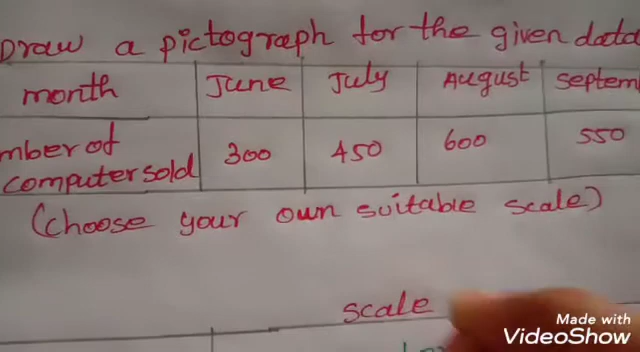 Draw a pictograph for the given data
month June July August Septem
mber of computer sold 300 450 600 550
(choose your own suitable scale)
scale
Made with
VideoShow